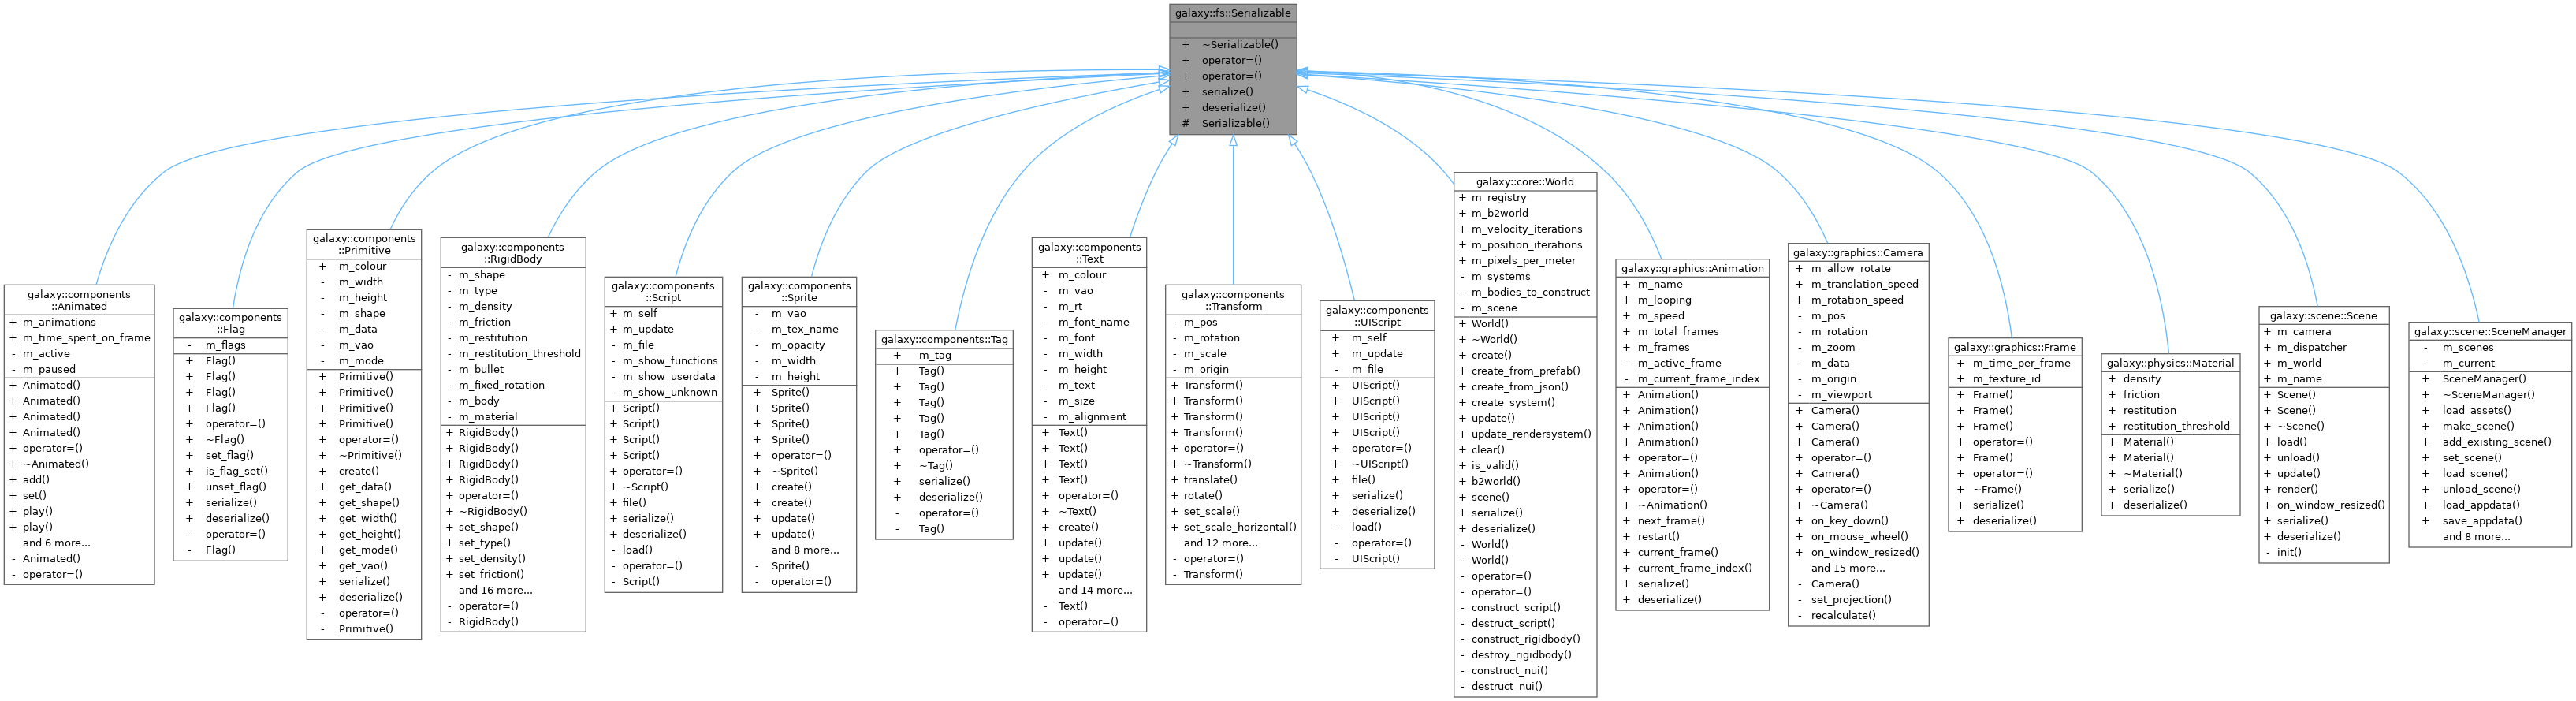 galaxy::fs::Serializable
+ ~Serializable()
+ operator=()
+ operator=()
+ serialize()
+ deserialize()
# Serializable()
galaxy::components
::Animated
+ m_animations
+ m_time_spent_on_frame
- m_active
- m_paused
+ Animated()
+ Animated()
+ Animated()
+ Animated()
+ operator=()
+ ~Animated()
+ add()
+ set()
+ play()
+ play()
and 6 more...
- Animated()
- operator=()
galaxy::components
::Flag
- m_flags
+ Flag()
+ Flag()
+ Flag()
+ Flag()
+ operator=()
+ ~Flag()
+ set_flag()
+ is_flag_set()
+ unset_flag()
+ serialize()
+ deserialize()
- operator=()
- Flag()
galaxy::components
::Primitive
+ m_colour
- m_width
- m_height
- m_shape
- m_data
- m_vao
- m_mode
+ Primitive()
+ Primitive()
+ Primitive()
+ Primitive()
+ operator=()
+ ~Primitive()
+ create()
+ get_data()
+ get_shape()
+ get_width()
+ get_height()
+ get_mode()
+ get_vao()
+ serialize()
+ deserialize()
- operator=()
- Primitive()
galaxy::components
::RigidBody
- m_shape
- m_type
- m_density
- m_friction
- m_restitution
- m_restitution_threshold
- m_bullet
- m_fixed_rotation
- m_body
- m_material
+ RigidBody()
+ RigidBody()
+ RigidBody()
+ RigidBody()
+ operator=()
+ ~RigidBody()
+ set_shape()
+ set_type()
+ set_density()
+ set_friction()
and 16 more...
- operator=()
- RigidBody()
galaxy::components
::Script
+ m_self
+ m_update
- m_file
- m_show_functions
- m_show_userdata
- m_show_unknown
+ Script()
+ Script()
+ Script()
+ Script()
+ operator=()
+ ~Script()
+ file()
+ serialize()
+ deserialize()
- load()
- operator=()
- Script()
galaxy::components
::Sprite
- m_vao
- m_tex_name
- m_opacity
- m_width
- m_height
+ Sprite()
+ Sprite()
+ Sprite()
+ Sprite()
+ operator=()
+ ~Sprite()
+ create()
+ create()
+ update()
+ update()
and 8 more...
- Sprite()
- operator=()
galaxy::components::Tag
+ m_tag
+ Tag()
+ Tag()
+ Tag()
+ Tag()
+ Tag()
+ operator=()
+ ~Tag()
+ serialize()
+ deserialize()
- operator=()
- Tag()
galaxy::components
::Text
+ m_colour
- m_vao
- m_rt
- m_font_name
- m_font
- m_width
- m_height
- m_text
- m_size
- m_alignment
+ Text()
+ Text()
+ Text()
+ Text()
+ operator=()
+ ~Text()
+ create()
+ update()
+ update()
+ update()
and 14 more...
- Text()
- operator=()
galaxy::components
::Transform
- m_pos
- m_rotation
- m_scale
- m_origin
+ Transform()
+ Transform()
+ Transform()
+ Transform()
+ operator=()
+ ~Transform()
+ translate()
+ rotate()
+ set_scale()
+ set_scale_horizontal()
and 12 more...
- operator=()
- Transform()
galaxy::components
::UIScript
+ m_self
+ m_update
- m_file
+ UIScript()
+ UIScript()
+ UIScript()
+ UIScript()
+ operator=()
+ ~UIScript()
+ file()
+ serialize()
+ deserialize()
- load()
- operator=()
- UIScript()
galaxy::core::World
+ m_registry
+ m_b2world
+ m_velocity_iterations
+ m_position_iterations
+ m_pixels_per_meter
- m_systems
- m_bodies_to_construct
- m_scene
+ World()
+ ~World()
+ create()
+ create_from_prefab()
+ create_from_json()
+ create_system()
+ update()
+ update_rendersystem()
+ clear()
+ is_valid()
+ b2world()
+ scene()
+ serialize()
+ deserialize()
- World()
- World()
- operator=()
- operator=()
- construct_script()
- destruct_script()
- construct_rigidbody()
- destroy_rigidbody()
- construct_nui()
- destruct_nui()
galaxy::graphics::Animation
+ m_name
+ m_looping
+ m_speed
+ m_total_frames
+ m_frames
- m_active_frame
- m_current_frame_index
+ Animation()
+ Animation()
+ Animation()
+ Animation()
+ operator=()
+ Animation()
+ operator=()
+ ~Animation()
+ next_frame()
+ restart()
+ current_frame()
+ current_frame_index()
+ serialize()
+ deserialize()
galaxy::graphics::Camera
+ m_allow_rotate
+ m_translation_speed
+ m_rotation_speed
- m_pos
- m_rotation
- m_zoom
- m_data
- m_origin
- m_viewport
+ Camera()
+ Camera()
+ Camera()
+ operator=()
+ Camera()
+ operator=()
+ ~Camera()
+ on_key_down()
+ on_mouse_wheel()
+ on_window_resized()
and 15 more...
- Camera()
- set_projection()
- recalculate()
galaxy::graphics::Frame
+ m_time_per_frame
+ m_texture_id
+ Frame()
+ Frame()
+ Frame()
+ operator=()
+ Frame()
+ operator=()
+ ~Frame()
+ serialize()
+ deserialize()
galaxy::physics::Material
+ density
+ friction
+ restitution
+ restitution_threshold
+ Material()
+ Material()
+ ~Material()
+ serialize()
+ deserialize()
galaxy::scene::Scene
+ m_camera
+ m_dispatcher
+ m_world
+ m_name
+ Scene()
+ Scene()
+ ~Scene()
+ load()
+ unload()
+ update()
+ render()
+ on_window_resized()
+ serialize()
+ deserialize()
- init()
galaxy::scene::SceneManager
- m_scenes
- m_current
+ SceneManager()
+ ~SceneManager()
+ load_assets()
+ make_scene()
+ add_existing_scene()
+ set_scene()
+ load_scene()
+ unload_scene()
+ load_appdata()
+ save_appdata()
and 8 more...